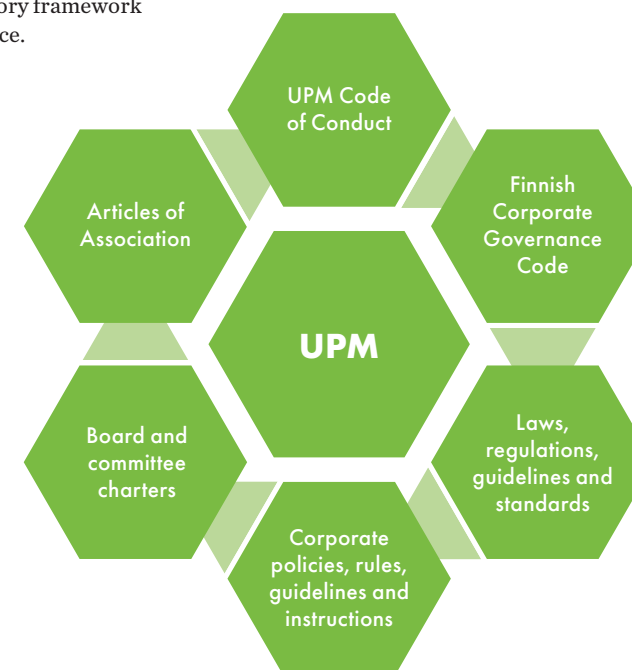 ory framework
ce.
UPM Code
of Conduct
Finnish
Corporate
Governance
Code
Articles of
Association
UPM
Laws,
regulations,
guidelines and
standards
Board and
committee
charters
Corporate
policies, rules,
guidelines and
instructions